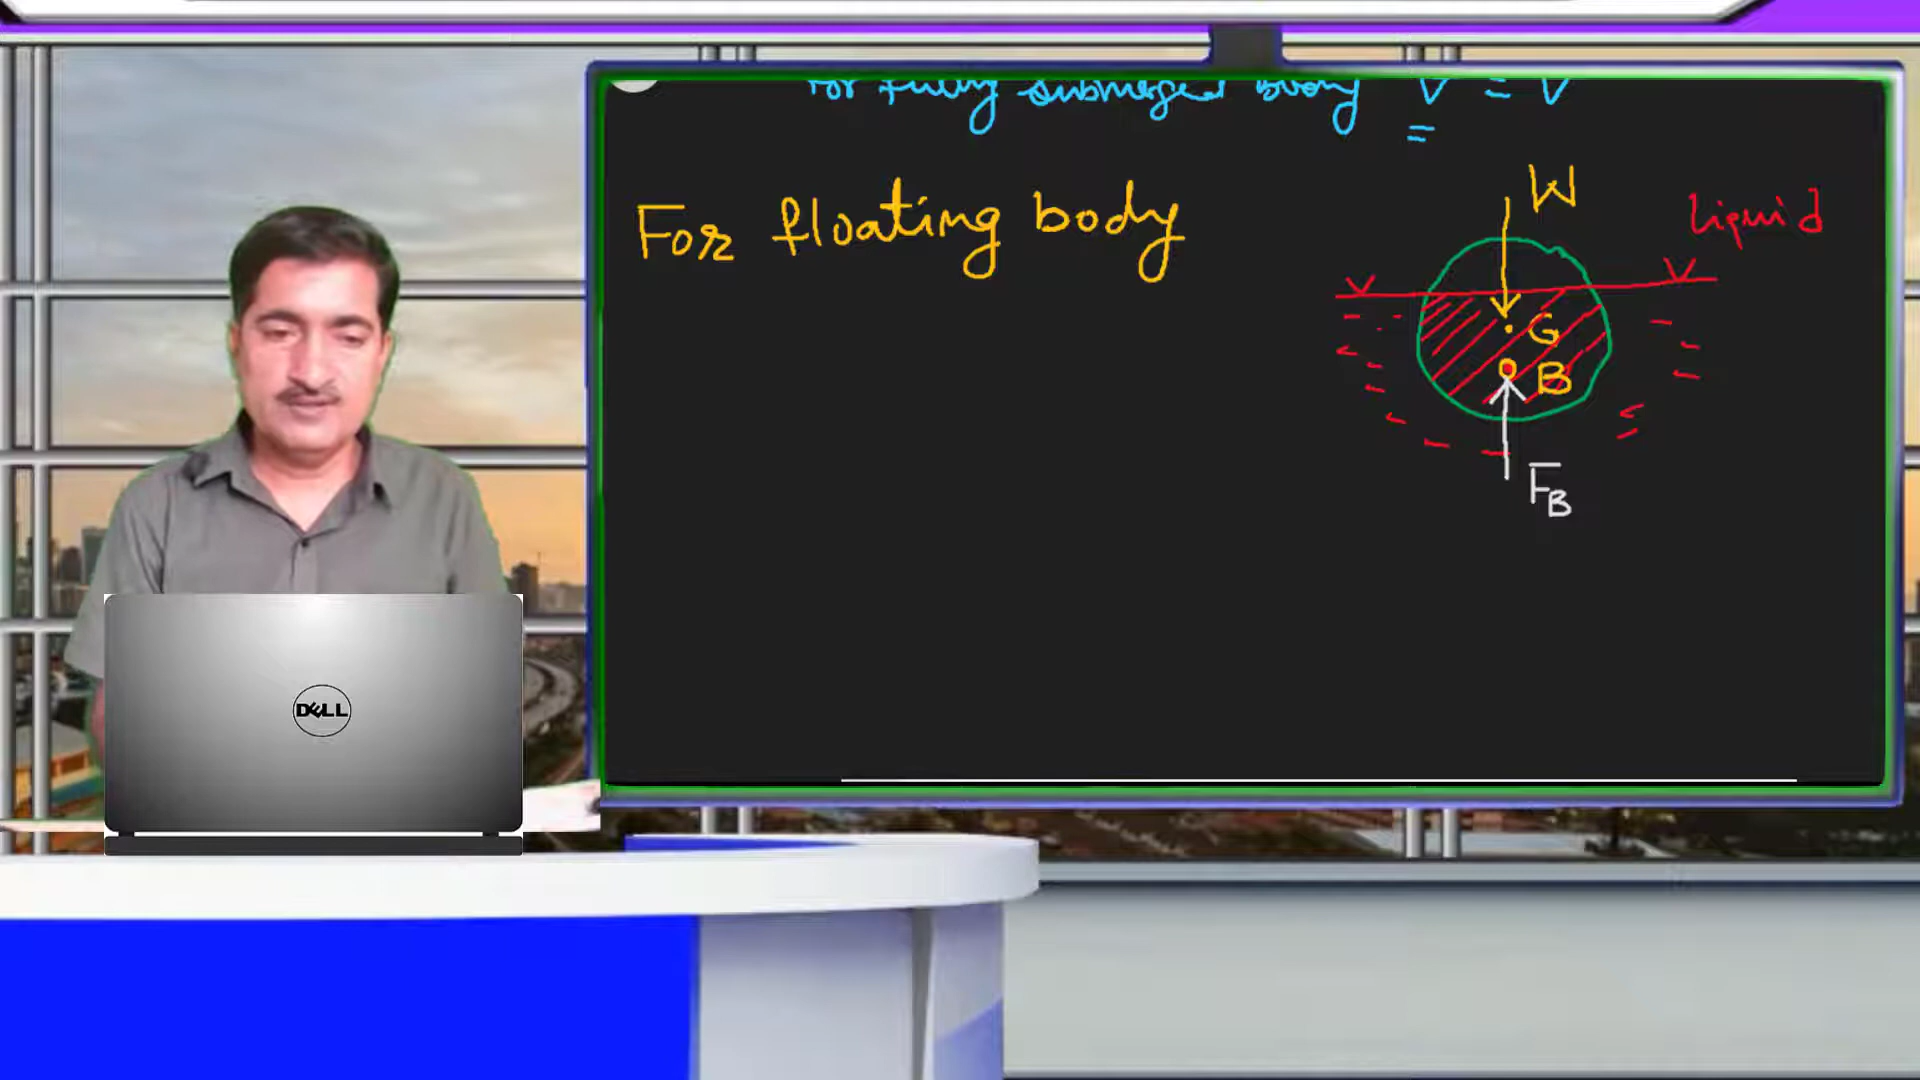 For fully submerged body V = V
=
For floating body
W
Liquid
G
B
FB
DELL